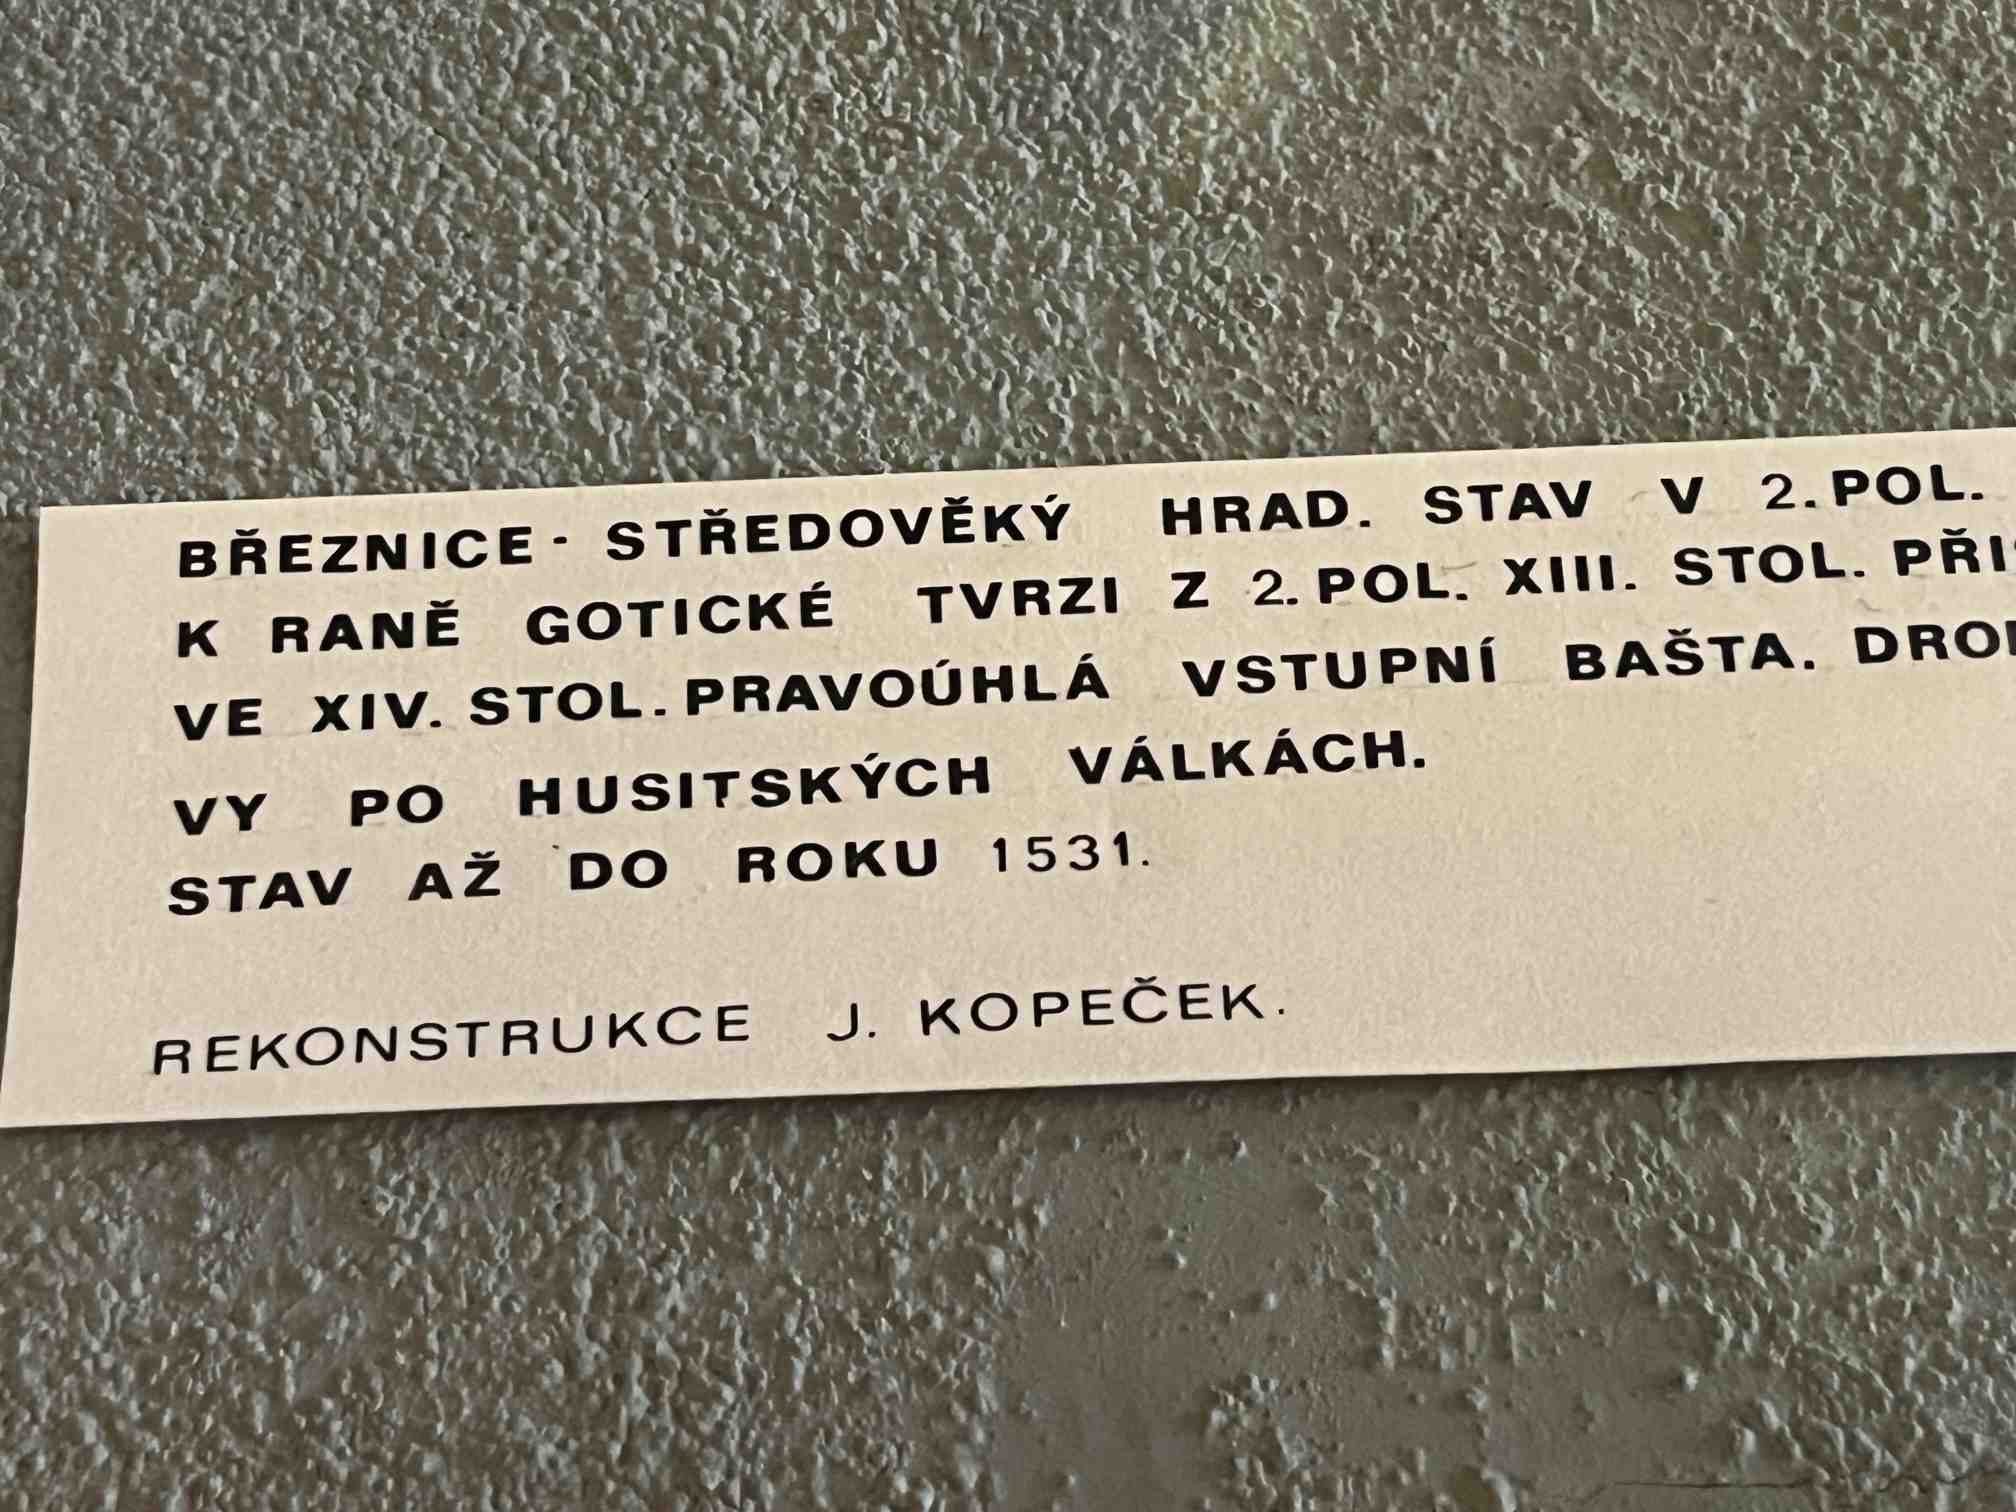 BŘEZNICE - STŘEDOVĚKÝ HRAD. STAV V 2. POL.
K RANĚ GOTICKÉ TVRZI Z 2. POL. XIII. STOL.
VE XIV. STOL. PRAVOÚHLÁ VSTUPNÍ BAŠTA.
VY PO HUSITSKÝCH VÁLKÁCH.
STAV AŽ DO ROKU 1531.
REKONSTRUKCE J. KOPEČEK.